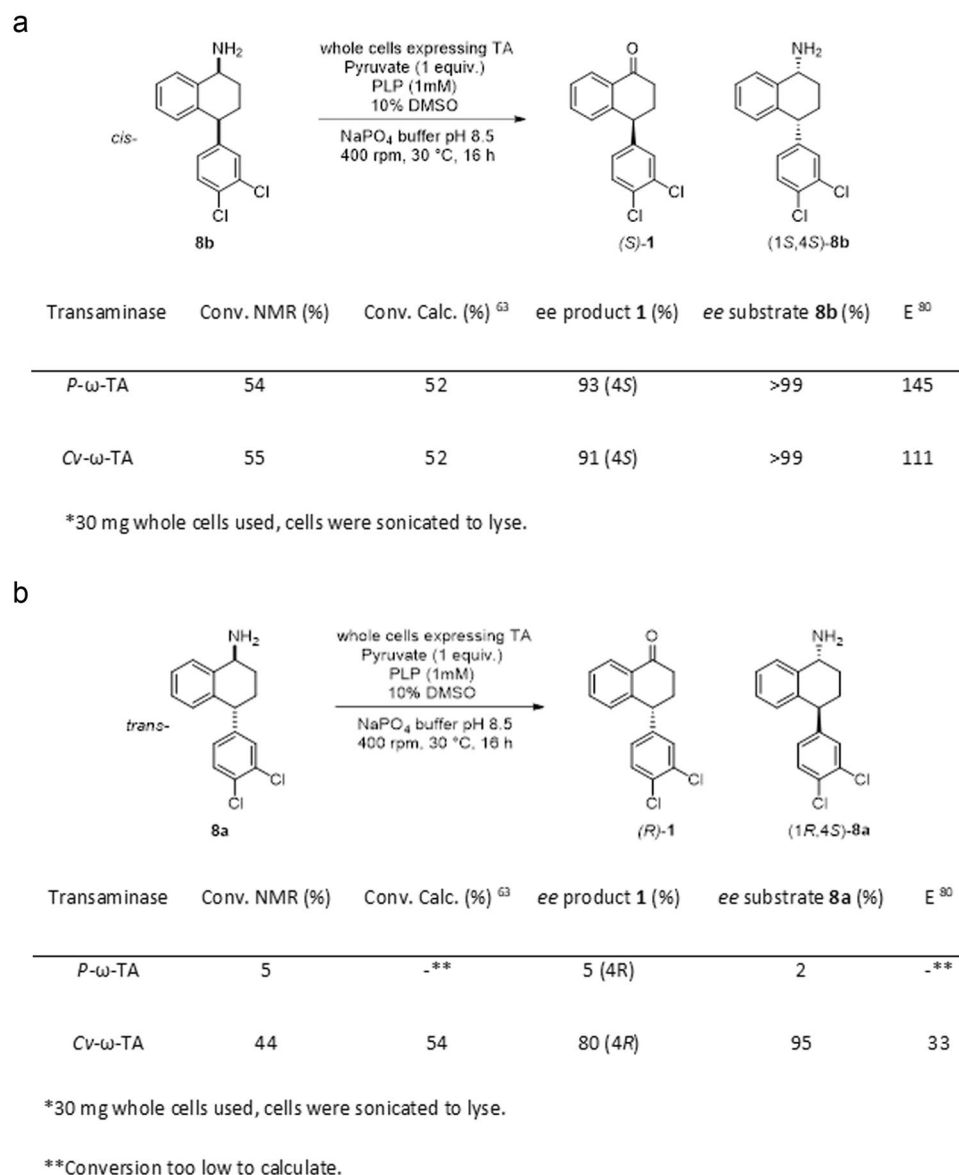 a
NH2
cis-
Cl
Cl
8b
whole cells expressing TA
Pyruvate (1 equiv.)
PLP (1mM)
10% DMSO
NaPO4 buffer pH 8.5
400 rpm, 30 °C, 16 h
O
Cl
Cl
(S)-1
NH2
Cl
Cl
(1S,4S)-8b
Transaminase Conv. NMR (%) Conv. Calc. (%) 63 ee product 1 (%) ee substrate 8b (%) E 80
P-ω-TA 54 52 93 (4S) >99 145
Cv-ω-TA 55 52 91 (4S) >99 111
*30 mg whole cells used, cells were sonicated to lyse.
b
NH2
trans-
Cl
Cl
8a
whole cells expressing TA
Pyruvate (1 equiv.)
PLP (1mM)
10% DMSO
NaPO4 buffer pH 8.5
400 rpm, 30 °C, 16 h
O
Cl
Cl
(R)-1
NH2
Cl
Cl
(1R,4S)-8a
Transaminase Conv. NMR (%) Conv. Calc. (%) 63 ee product 1 (%) ee substrate 8a (%) E 80
P-ω-TA 5 -** 5 (4R) 2 -**
Cv-ω-TA 44 54 80 (4R) 95 33
*30 mg whole cells used, cells were sonicated to lyse.
**Conversion too low to calculate.